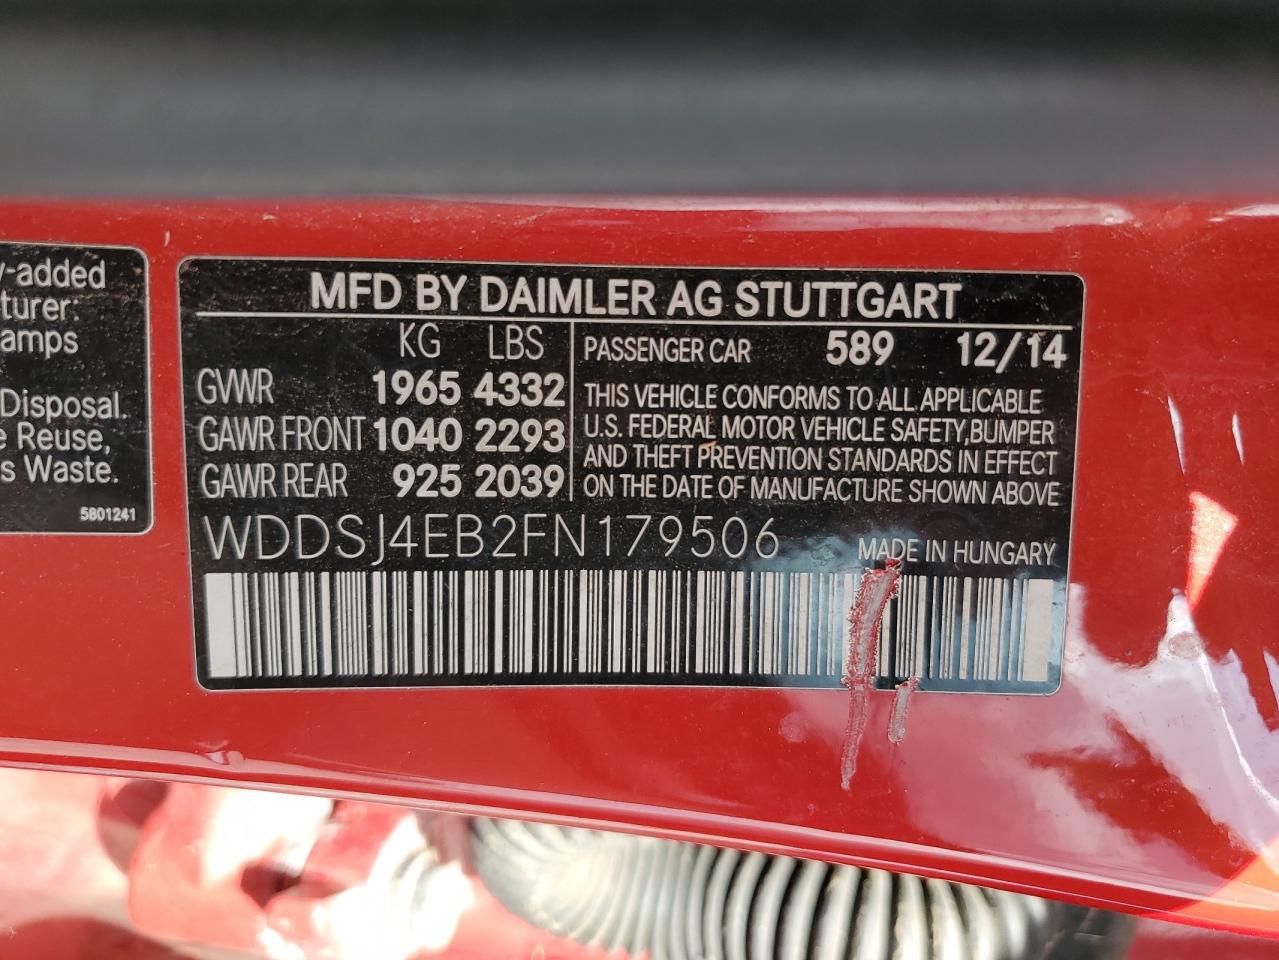 y-added
turer:
amps
Disposal.
e Reuse,
s Waste.
5801241
MFD BY DAIMLER AG STUTTGART
KG LBS
GVWR 1965 4332
GAWR FRONT 1040 2293
GAWR REAR 925 2039
PASSENGER CAR 589 12/14
THIS VEHICLE CONFORMS TO ALL APPLICABLE
U.S. FEDERAL MOTOR VEHICLE SAFETY,BUMPER
AND THEFT PREVENTION STANDARDS IN EFFECT
ON THE DATE OF MANUFACTURE SHOWN ABOVE
WDDSJ4EB2FN179506 MADE IN HUNGARY